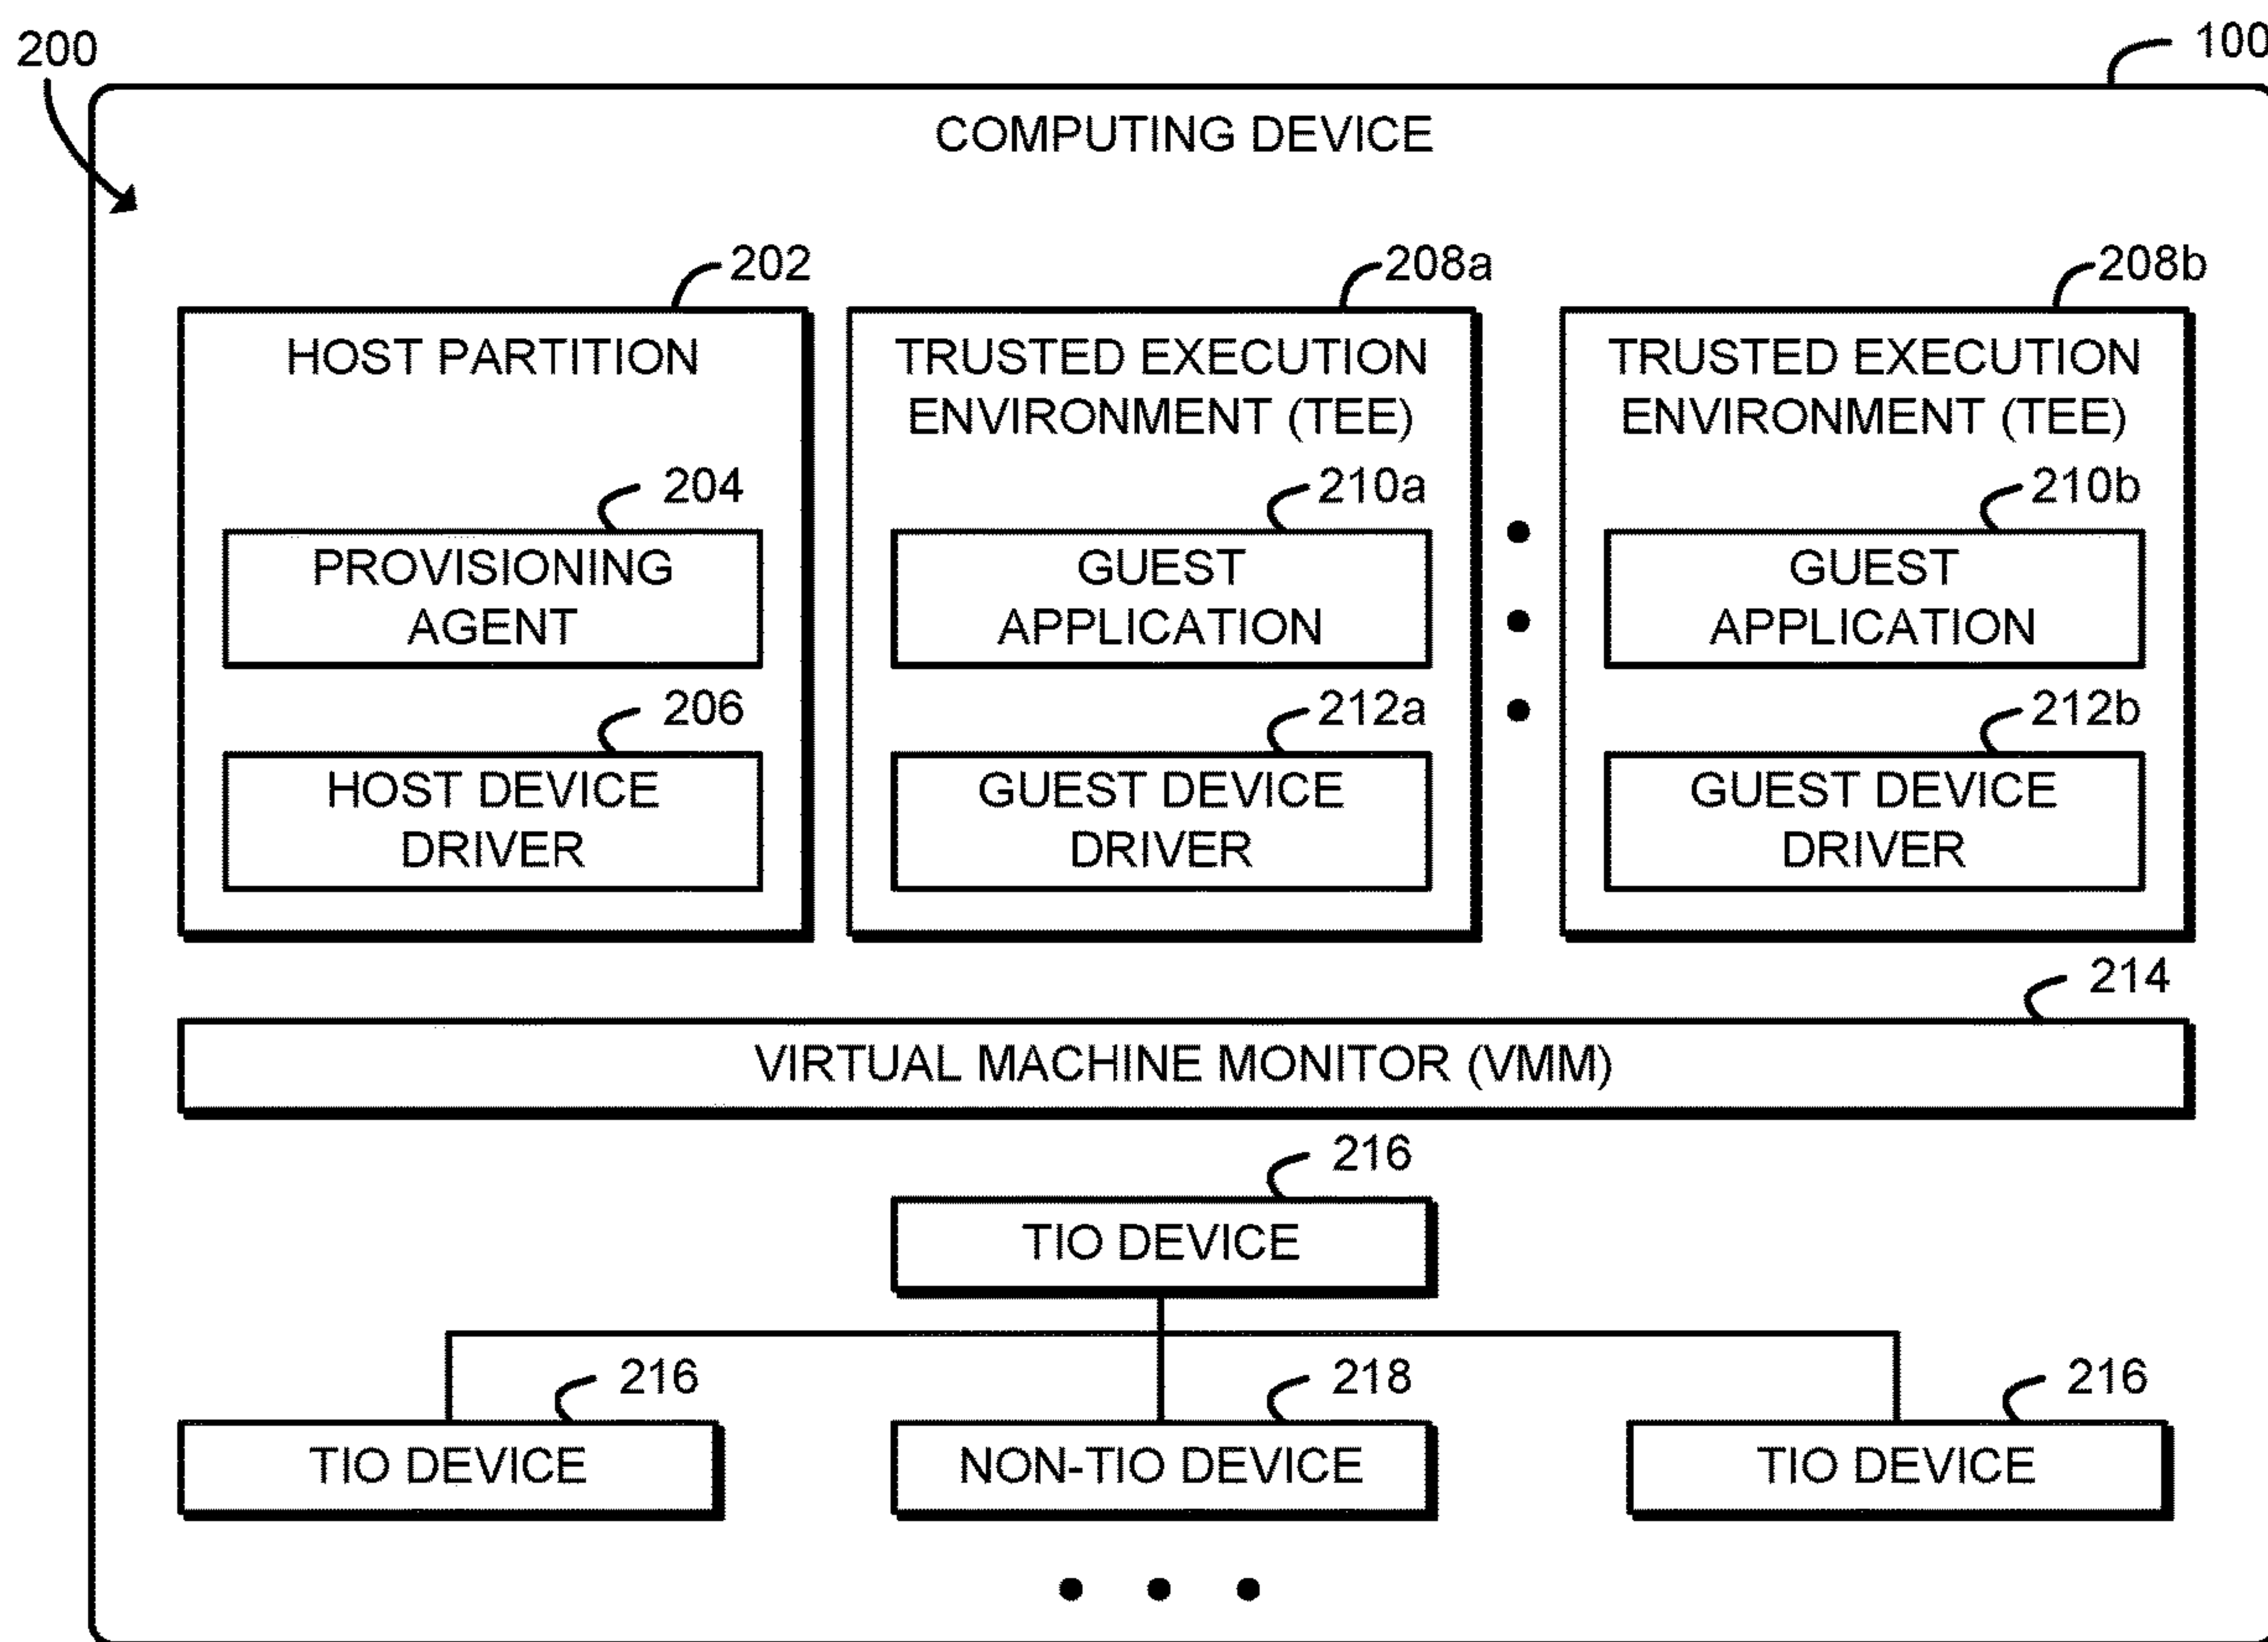 200
100
COMPUTING DEVICE
202
208a
208b
HOST PARTITION
TRUSTED EXECUTION
ENVIRONMENT (TEE)
TRUSTED EXECUTION
ENVIRONMENT (TEE)
204
210a
210b
PROVISIONING
AGENT
GUEST
APPLICATION
GUEST
APPLICATION
206
212a
212b
HOST DEVICE
DRIVER
GUEST DEVICE
DRIVER
GUEST DEVICE
DRIVER
214
VIRTUAL MACHINE MONITOR (VMM)
216
TIO DEVICE
216
218
216
TIO DEVICE
NON-TIO DEVICE
TIO DEVICE